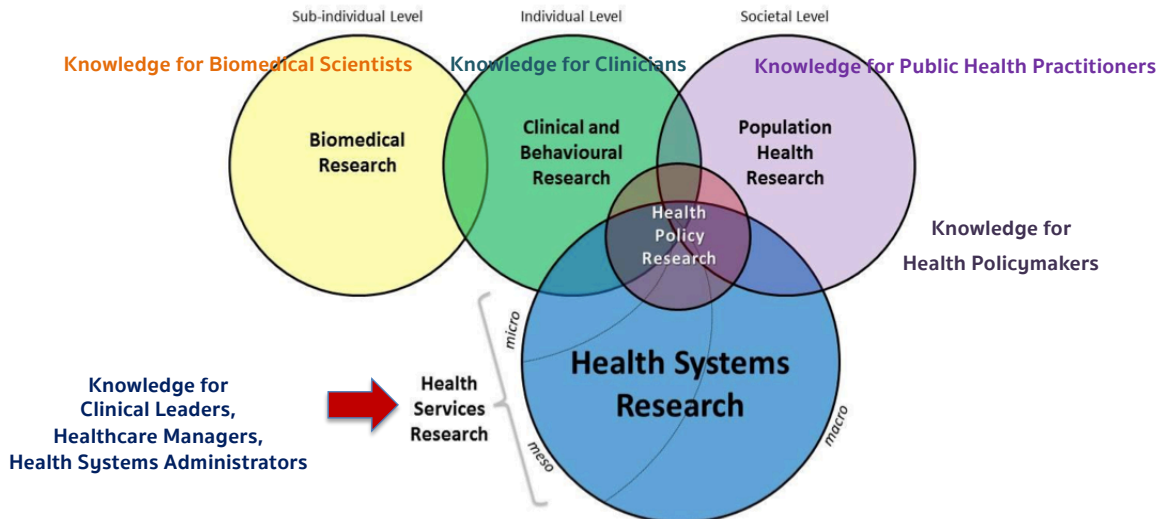 Sub-individual Level
Individual Level
Societal Level
Knowledge for Biomedical Scientists
Knowledge for Clinicians
Knowledge for Public Health Practitioners
Biomedical
Research
Clinical and
Behavioural
Research
Population
Health
Research
Health
Policy
Research
Knowledge for
Health Policymakers
micro
Health Systems
Research
Knowledge for
Clinical Leaders,
Healthcare Managers,
Health Systems Administrators
Health
Services
Research
meso
macro